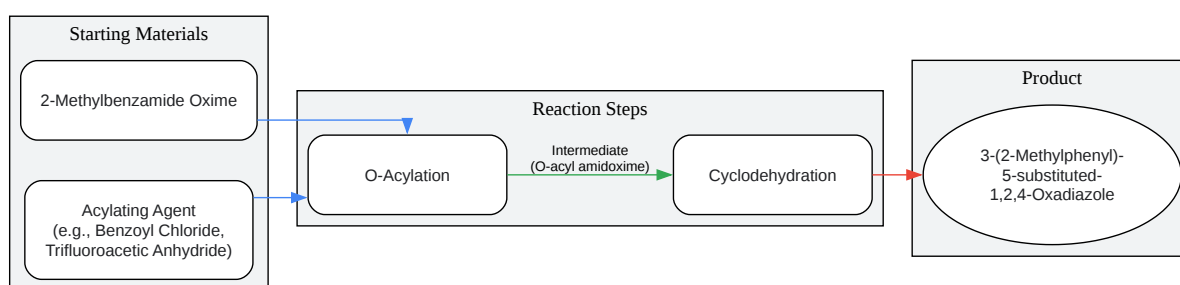 Starting Materials
2-Methylbenzamide Oxime
Acylating Agent
(e.g., Benzoyl Chloride,
Trifluoroacetic Anhydride)
Reaction Steps
O-Acylation
Intermediate
(O-acyl amidoxime)
Cyclodehydration
Product
3-(2-Methylphenyl)-
5-substituted-
1,2,4-Oxadiazole